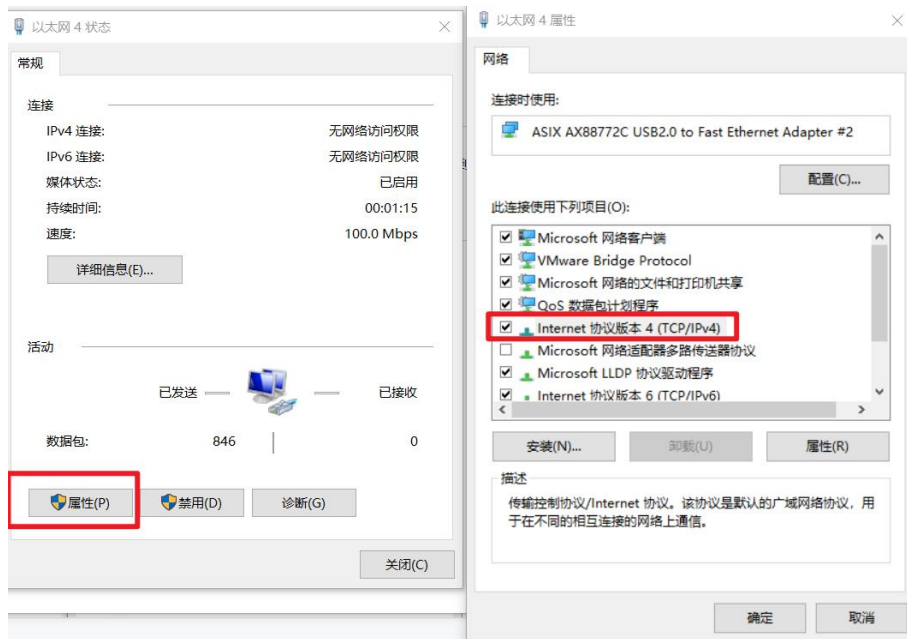 以太网 4 状态
常规
连接
IPv4 连接: 无网络访问权限
IPv6 连接: 无网络访问权限
媒体状态: 已启用
持续时间: 00:01:15
速度: 100.0 Mbps
详细信息(E)...
活动
已发送 已接收
数据包: 846 0
属性(P) 禁用(D) 诊断(G)
关闭(C)
以太网 4 属性
网络
连接时使用:
ASIX AX88772C USB2.0 to Fast Ethernet Adapter #2
配置(C)...
此连接使用下列项目(O):
Microsoft 网络客户端
VMware Bridge Protocol
Microsoft 网络的文件和打印机共享
QoS 数据包计划程序
Internet 协议版本 4 (TCP/IPv4)
Microsoft 网络适配器多路传送器协议
Microsoft LLDP 协议驱动程序
Internet 协议版本 6 (TCP/IPv6)
安装(N)... 卸载(U) 属性(R)
描述
传输控制协议/Internet 协议。该协议是默认的广域网络协议，用
于在不同的相互连接的网络上通信。
确定 取消